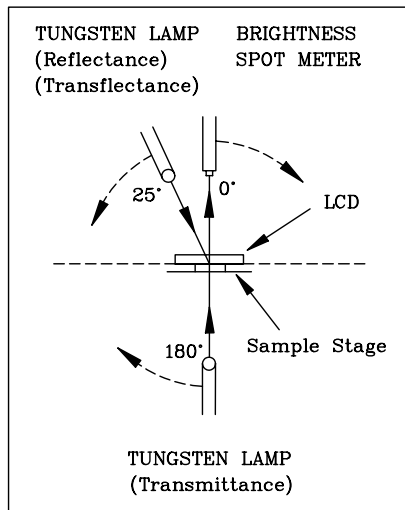 TUNGSTEN LAMP
(Reflectance)
(Transflectance)
BRIGHTNESS
SPOT METER
25°
0°
LCD
Sample Stage
180°
TUNGSTEN LAMP
(Transmittance)